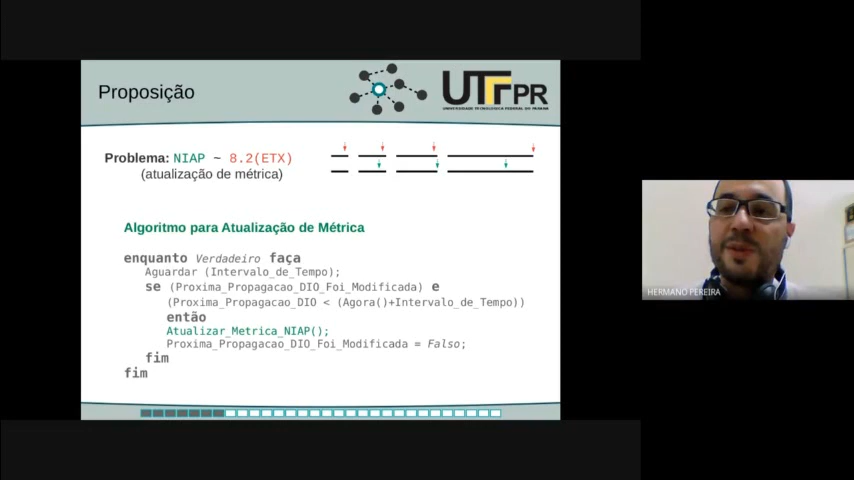 Proposição
UTFPR
UNIVERSIDADE TECNOLÓGICA FEDERAL DO PARANÁ
Problema: NIAP ~ 8.2(ETX)
(atualização de métrica)
Algoritmo para Atualização de Métrica
enquanto Verdadeiro faça
Aguardar (Intervalo_de_Tempo);
se (Proxima_Propagacao_DIO_Foi_Modificada) e
(Proxima_Propagacao_DIO < (Agora()+Intervalo_de_Tempo))
então
Atualizar_Metrica_NIAP();
Proxima_Propagacao_DIO_Foi_Modificada = Falso;
fim
fim
HERMANO PEREIRA